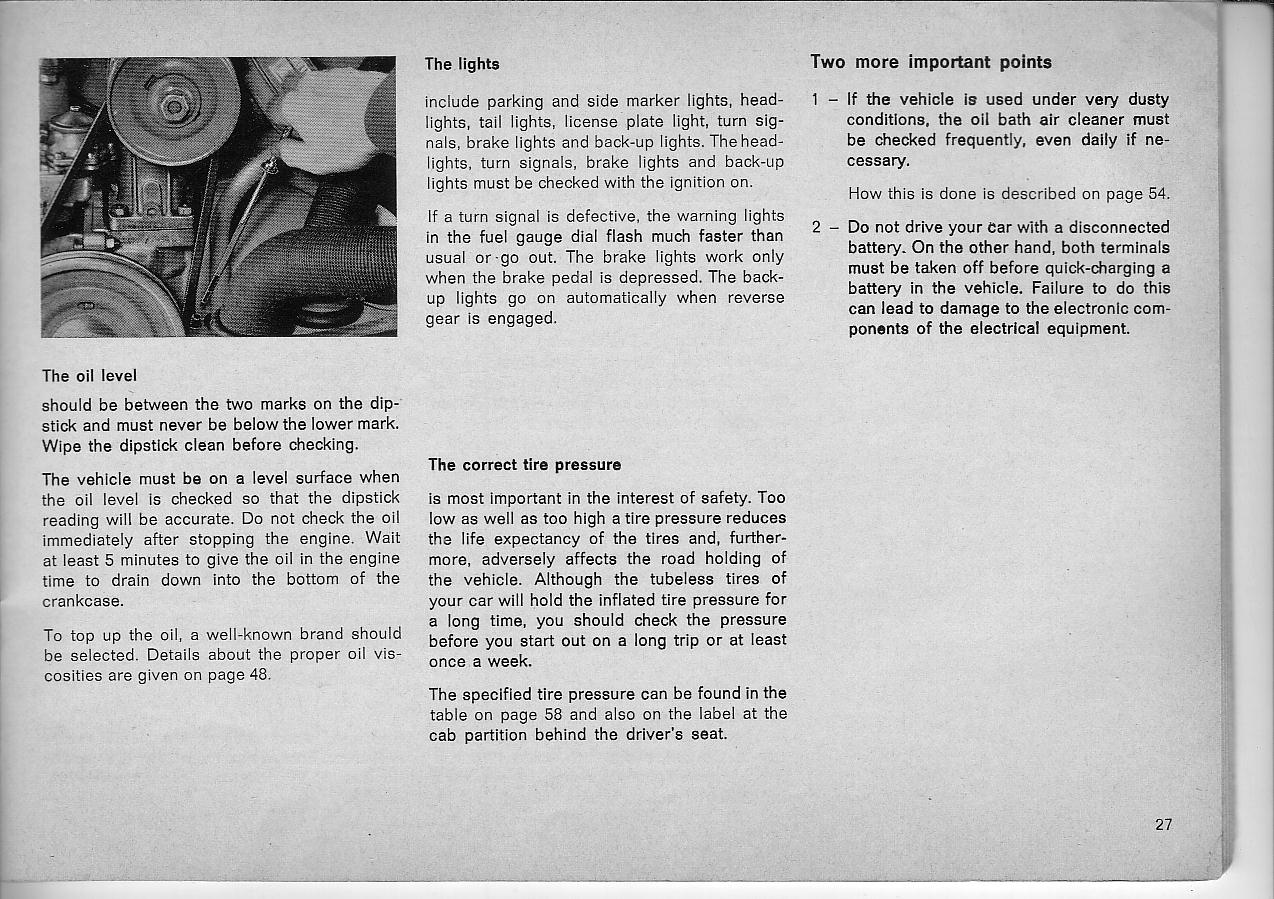 The oil level
should be between the two marks on the dip-
stick and must never be below the lower mark.
Wipe the dipstick clean before checking.
The vehicle must be on a level surface when
the oil level is checked so that the dipstick
reading will be accurate. Do not check the oil
immediately after stopping the engine. Wait
at least 5 minutes to give the oil in the engine
time to drain down into the bottom of the
crankcase.
To top up the oil, a well-known brand should
be selected. Details about the proper oil vis-
cosities are given on page 48.
The lights
include parking and side marker lights, head-
lights, tail lights, license plate light, turn sig-
nals, brake lights and back-up lights. The head-
lights, turn signals, brake lights and back-up
lights must be checked with the ignition on.
If a turn signal is defective, the warning lights
in the fuel gauge dial flash much faster than
usual or go out. The brake lights work only
when the brake pedal is depressed. The back-
up lights go on automatically when reverse
gear is engaged.
The correct tire pressure
is most important in the interest of safety. Too
low as well as too high a tire pressure reduces
the life expectancy of the tires and, further-
more, adversely affects the road holding of
the vehicle. Although the tubeless tires of
your car will hold the inflated tire pressure for
a long time, you should check the pressure
before you start out on a long trip or at least
once a week.
The specified tire pressure can be found in the
table on page 58 and also on the label at the
cab partition behind the driver's seat.
Two more important points
1 – If the vehicle is used under very dusty
conditions, the oil bath air cleaner must
be checked frequently, even daily if ne-
cessary.
How this is done is described on page 54.
2 – Do not drive your car with a disconnected
battery. On the other hand, both terminals
must be taken off before quick-charging a
battery in the vehicle. Failure to do this
can lead to damage to the electronic com-
ponents of the electrical equipment.
27